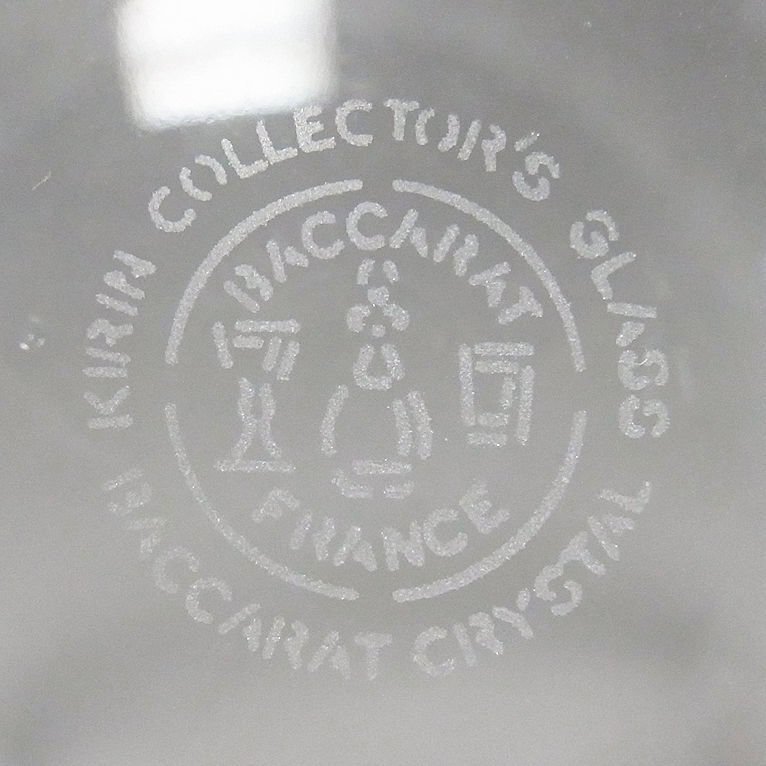 KIRIN COLLECTOR'S GLASS
BACCARAT
FRANCE
BACCARAT CRYSTAL